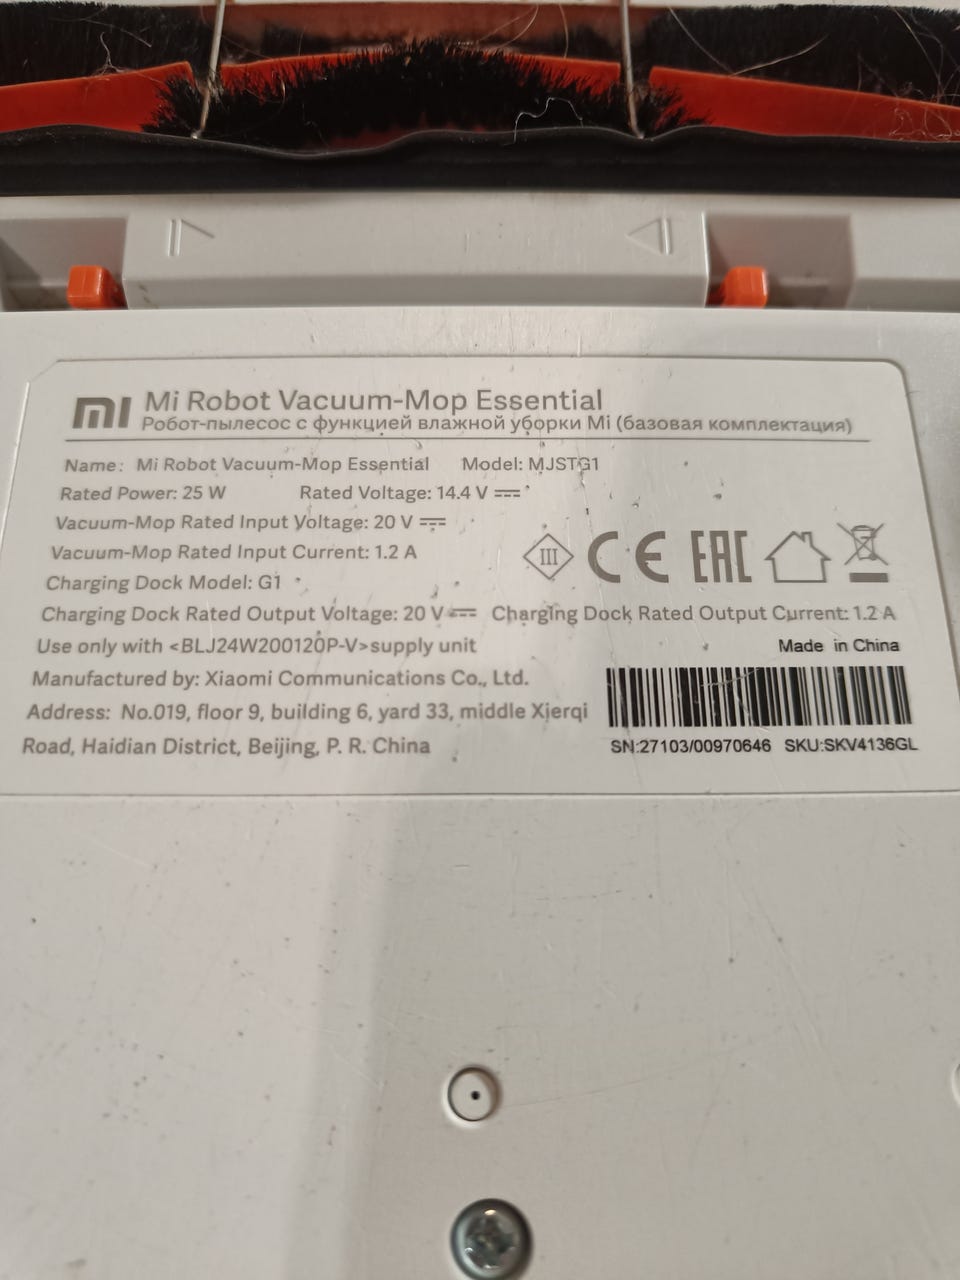 mi Mi Robot Vacuum-Mop Essential
Робот-пылесос с функцией влажной уборки Mi (базовая комплектация)
Name: Mi Robot Vacuum-Mop Essential Model: MJSTG1
Rated Power: 25 W Rated Voltage: 14.4 V
Vacuum-Mop Rated Input Voltage: 20 V
Vacuum-Mop Rated Input Current: 1.2 A
III CE EAC
Charging Dock Model: G1
Charging Dock Rated Output Voltage: 20 V Charging Dock Rated Output Current: 1.2 A
Use only with <BLJ24W200120P-V>supply unit
Made in China
Manufactured by: Xiaomi Communications Co., Ltd.
Address: No.019, floor 9, building 6, yard 33, middle Xierqi
Road, Haidian District, Beijing, P. R. China
SN:27103/00970646 SKU:SKV4136GL